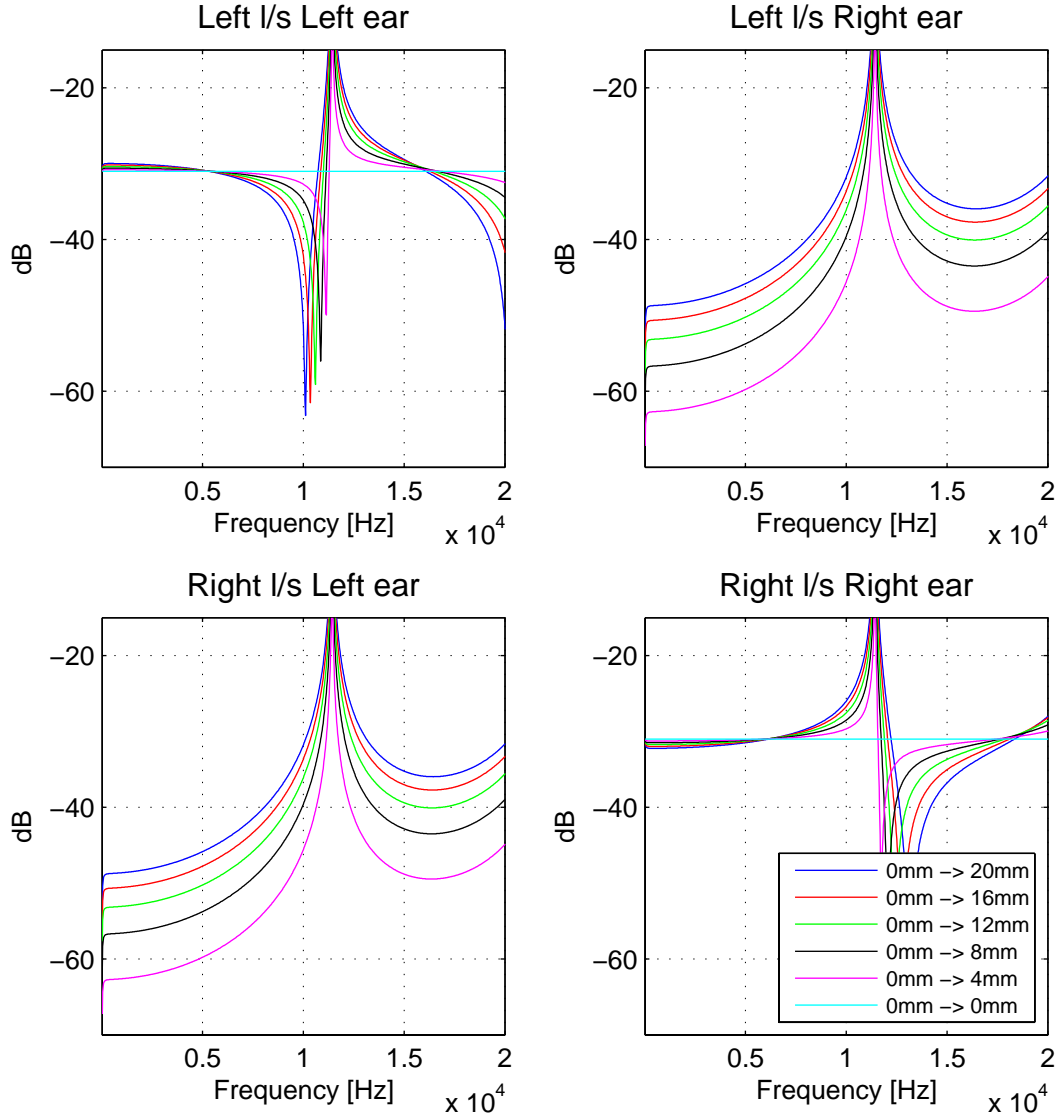 Left l/s Left ear
−20
−40
−60
dB
0.5 1 1.5 2
Frequency [Hz]
x 10^4
Left l/s Right ear
−20
−40
−60
dB
0.5 1 1.5 2
Frequency [Hz]
x 10^4
Right l/s Left ear
−20
−40
−60
dB
0.5 1 1.5 2
Frequency [Hz]
x 10^4
Right l/s Right ear
−20
−40
−60
dB
0mm −> 20mm
0mm −> 16mm
0mm −> 12mm
0mm −> 8mm
0mm −> 4mm
0mm −> 0mm
0.5 1 1.5 2
Frequency [Hz]
x 10^4